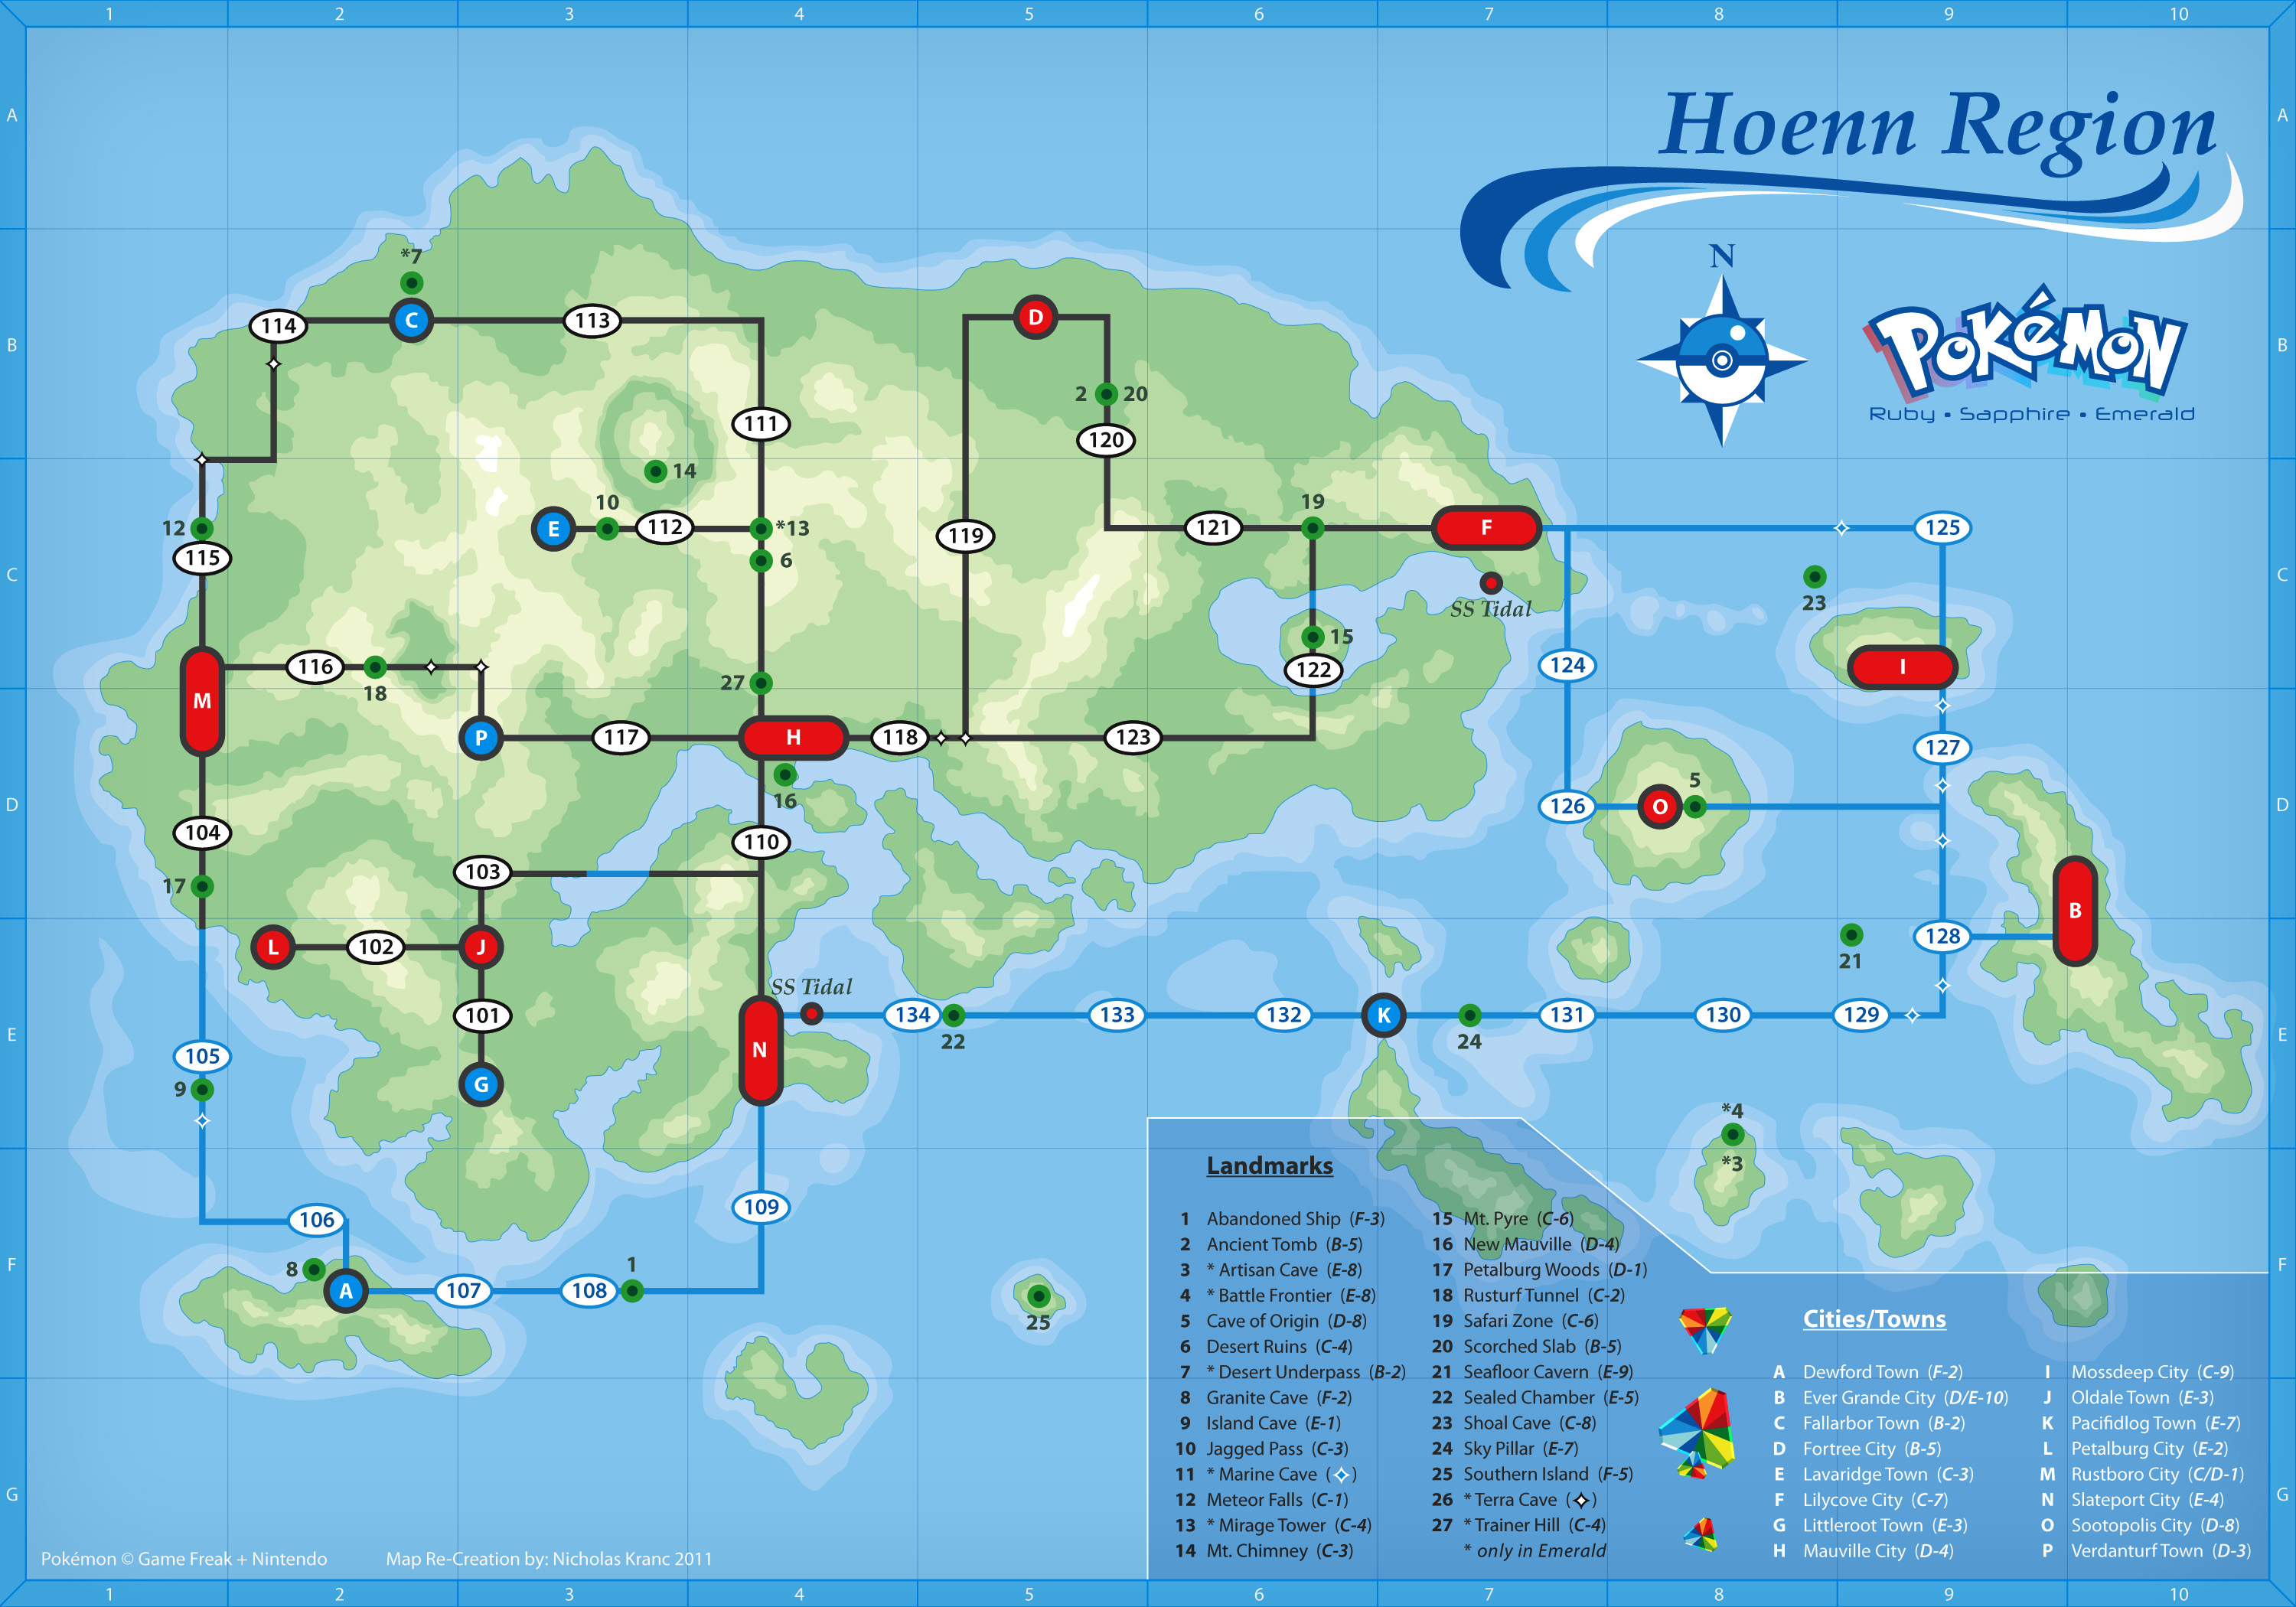 1 2 3 4 5 6 7 8 9 10
A
Hoenn Region
A
N
*7
B
114 C 113
D
POKéMON
B
Ruby • Sapphire • Emerald
2 20
111
120
14
10
19
12 E 112 *13
119
121 F 125
115
6
C
C
SS Tidal
23
15
116
18
122
124
I
27
M
P 117 H 118 123
127
16
5
D
126 O
D
104
110
103
17
B
L 102 J
128
21
SS Tidal
101
134 133 132 K 131 130 129
22
24
E
N
E
105
G
9
*4
*3
109
106
8
1
F
F
A 107 108
25
Landmarks
1 Abandoned Ship (F-3)
2 Ancient Tomb (B-5)
3 * Artisan Cave (E-8)
4 * Battle Frontier (E-8)
5 Cave of Origin (D-8)
6 Desert Ruins (C-4)
7 * Desert Underpass (B-2)
8 Granite Cave (F-2)
9 Island Cave (E-1)
10 Jagged Pass (C-3)
11 * Marine Cave (✧)
12 Meteor Falls (C-1)
13 * Mirage Tower (C-4)
14 Mt. Chimney (C-3)
15 Mt. Pyre (C-6)
16 New Mauville (D-4)
17 Petalburg Woods (D-1)
18 Rusturf Tunnel (C-2)
19 Safari Zone (C-6)
20 Scorched Slab (B-5)
21 Seafloor Cavern (E-9)
22 Sealed Chamber (E-5)
23 Shoal Cave (C-8)
24 Sky Pillar (E-7)
25 Southern Island (F-5)
26 * Terra Cave (✧)
27 * Trainer Hill (C-4)
* only in Emerald
Cities/Towns
A Dewford Town (F-2)
B Ever Grande City (D/E-10)
C Fallarbor Town (B-2)
D Fortree City (B-5)
E Lavaridge Town (C-3)
F Lilycove City (C-7)
G Littleroot Town (E-3)
H Mauville City (D-4)
I Mossdeep City (C-9)
J Oldale Town (E-3)
K Pacifidlog Town (E-7)
L Petalburg City (E-2)
M Rustboro City (C/D-1)
N Slateport City (E-4)
O Sootopolis City (D-8)
P Verdanturf Town (D-3)
G
G
Pokémon © Game Freak + Nintendo
Map Re-Creation by: Nicholas Kranc 2011
1 2 3 4 5 6 7 8 9 10